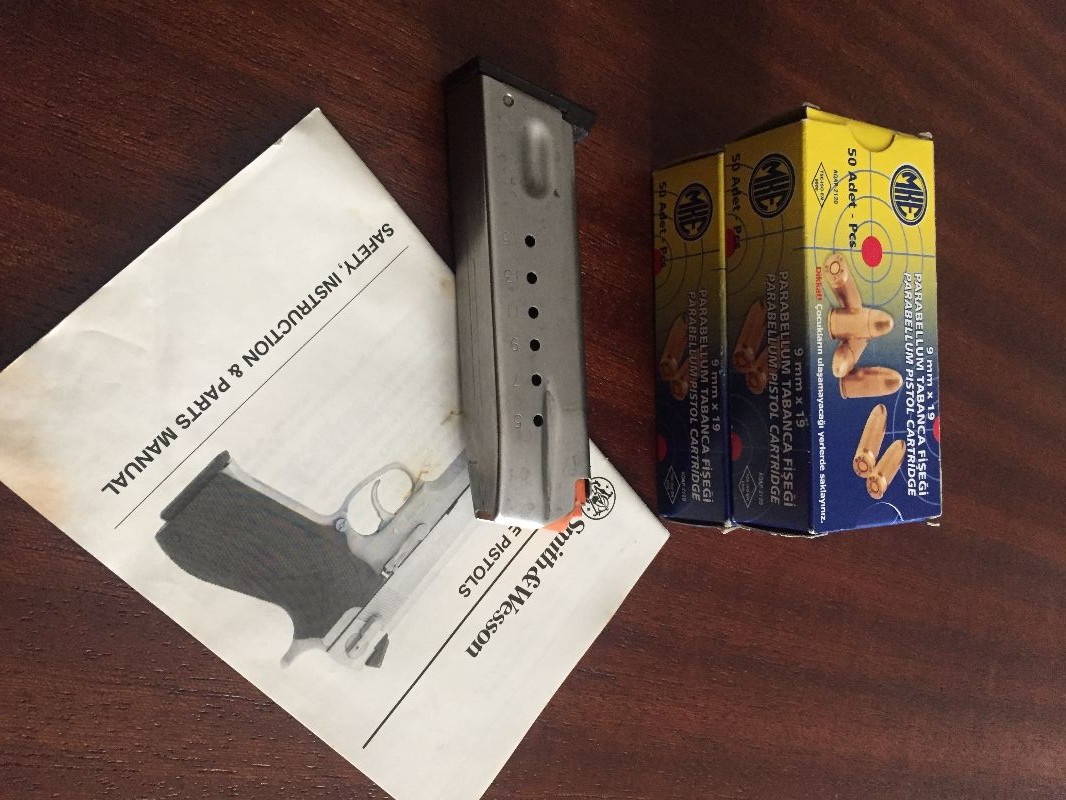 Smith & Wesson
E PISTOLS
SAFETY, INSTRUCTION & PARTS MANUAL
MKE
50 Adet - Pcs
9 mm x 19
PARABELLUM TABANCA FİŞEĞİ
PARABELLUM PISTOL CARTRIDGE
Dikkat! Çocukların ulaşamayacağı yerlerde saklayınız.
MKE
50 Adet - Pcs
9 mm x 19
PARABELLUM TABANCA FİŞEĞİ
PARABELLUM PISTOL CARTRIDGE
MKE
50 Adet - Pcs
9 mm x 19
PARABELLUM TABANCA FİŞEĞİ
PARABELLUM PISTOL CARTRIDGE